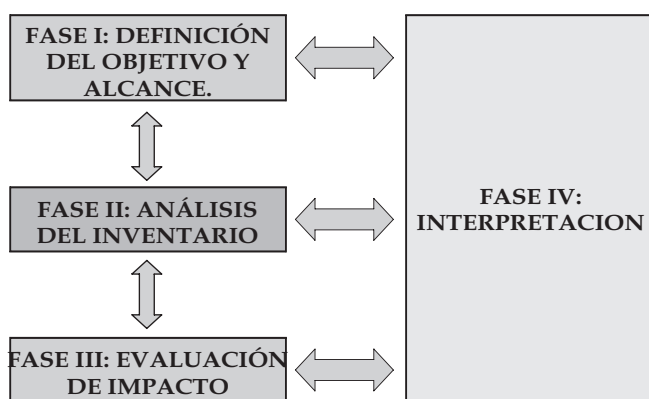 FASE I: DEFINICIÓN
DEL OBJETIVO Y
ALCANCE.
FASE II: ANÁLISIS
DEL INVENTARIO
FASE III: EVALUACIÓN
DE IMPACTO
FASE IV:
INTERPRETACION